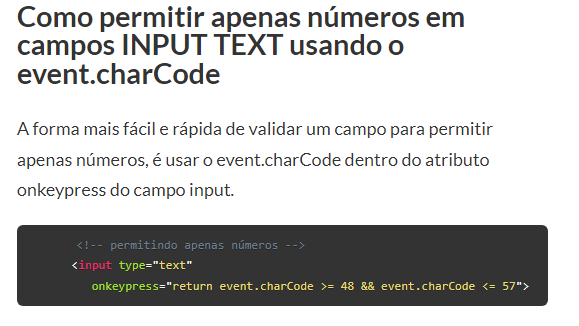 Como permitir apenas números em
campos INPUT TEXT usando o
event.charCode
A forma mais fácil e rápida de validar um campo para permitir
apenas números, é usar o event.charCode dentro do atributo
onkeypress do campo input.
<!-- permitindo apenas números -->
<input type="text"
onkeypress="return event.charCode >= 48 && event.charCode <= 57">